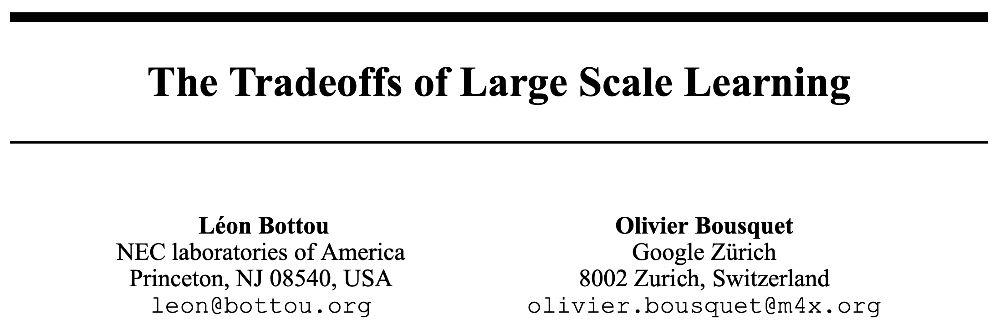 The Tradeoffs of Large Scale Learning
Léon Bottou
NEC laboratories of America
Princeton, NJ 08540, USA
leon@bottou.org
Olivier Bousquet
Google Zürich
8002 Zurich, Switzerland
olivier.bousquet@m4x.org